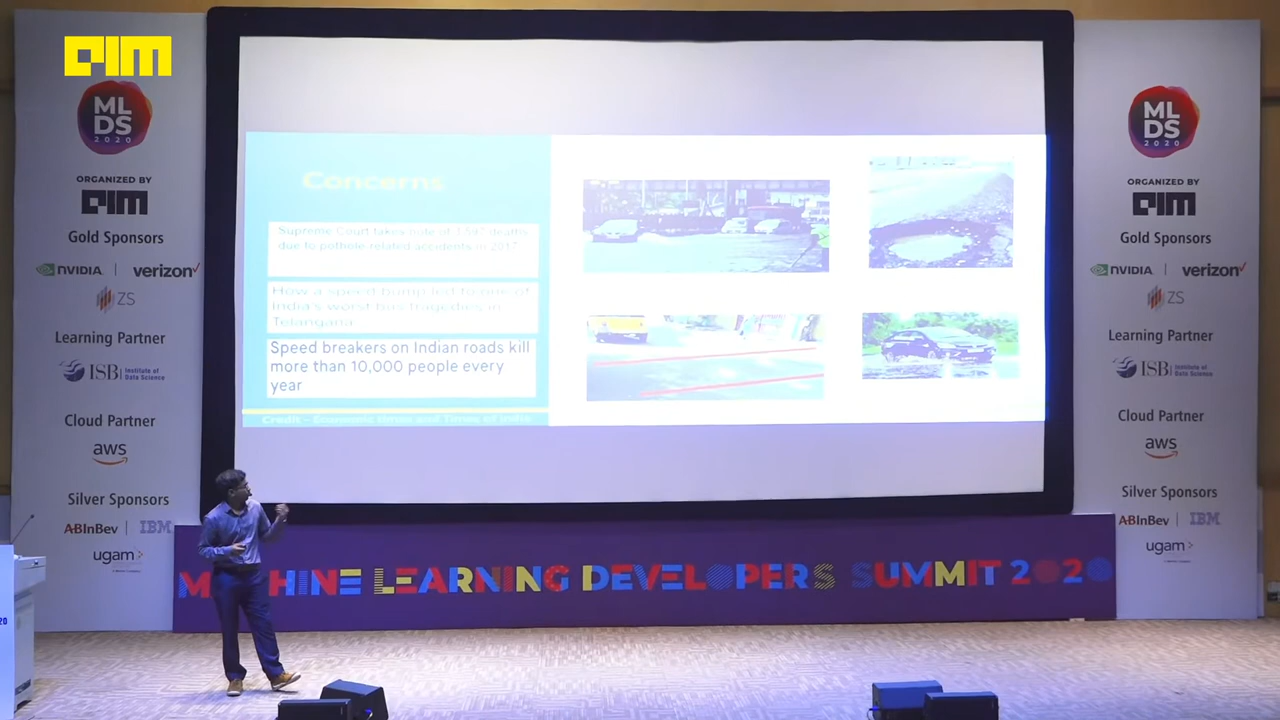 AIM
ML
DS
2020
ORGANIZED BY
AIM
Gold Sponsors
NVIDIA
verizon
ZS
Learning Partner
ISB
Institute of
Data Science
Cloud Partner
aws
Silver Sponsors
ABInBev
IBM
ugam
Concerns
Supreme Court takes note of deaths
due to pothole related accidents in 2017
How a speed bump led to one of
India's worst bus tragedies in
Telangana
Speed breakers on Indian roads kill
more than 10,000 people every
year
Credit - Economic times and Times of India
MACHINE LEARNING DEVELOPERS SUMMIT 2020
ML
DS
2020
ORGANIZED BY
AIM
Gold Sponsors
NVIDIA
verizon
ZS
Learning Partner
ISB
Institute of
Data Science
Cloud Partner
aws
Silver Sponsors
ABInBev
IBM
ugam
20